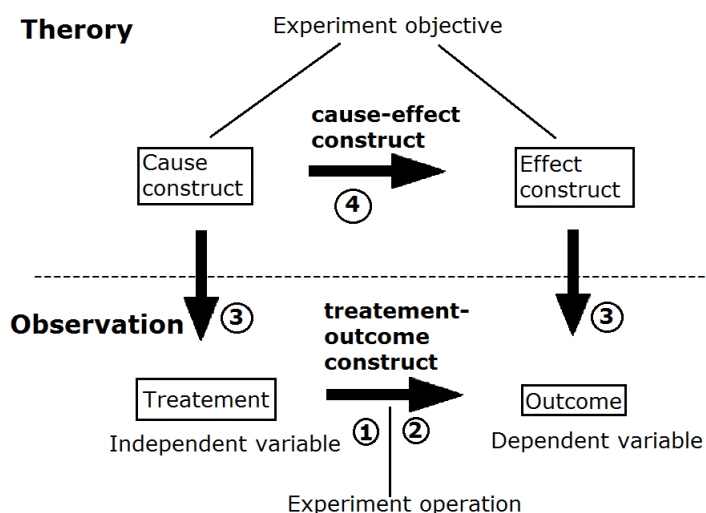 Therory
Experiment objective
cause-effect
construct
Cause
construct
Effect
construct
4
Observation
3
treatement-
outcome
construct
3
Treatement
Outcome
Independent variable
1
2
Dependent variable
Experiment operation